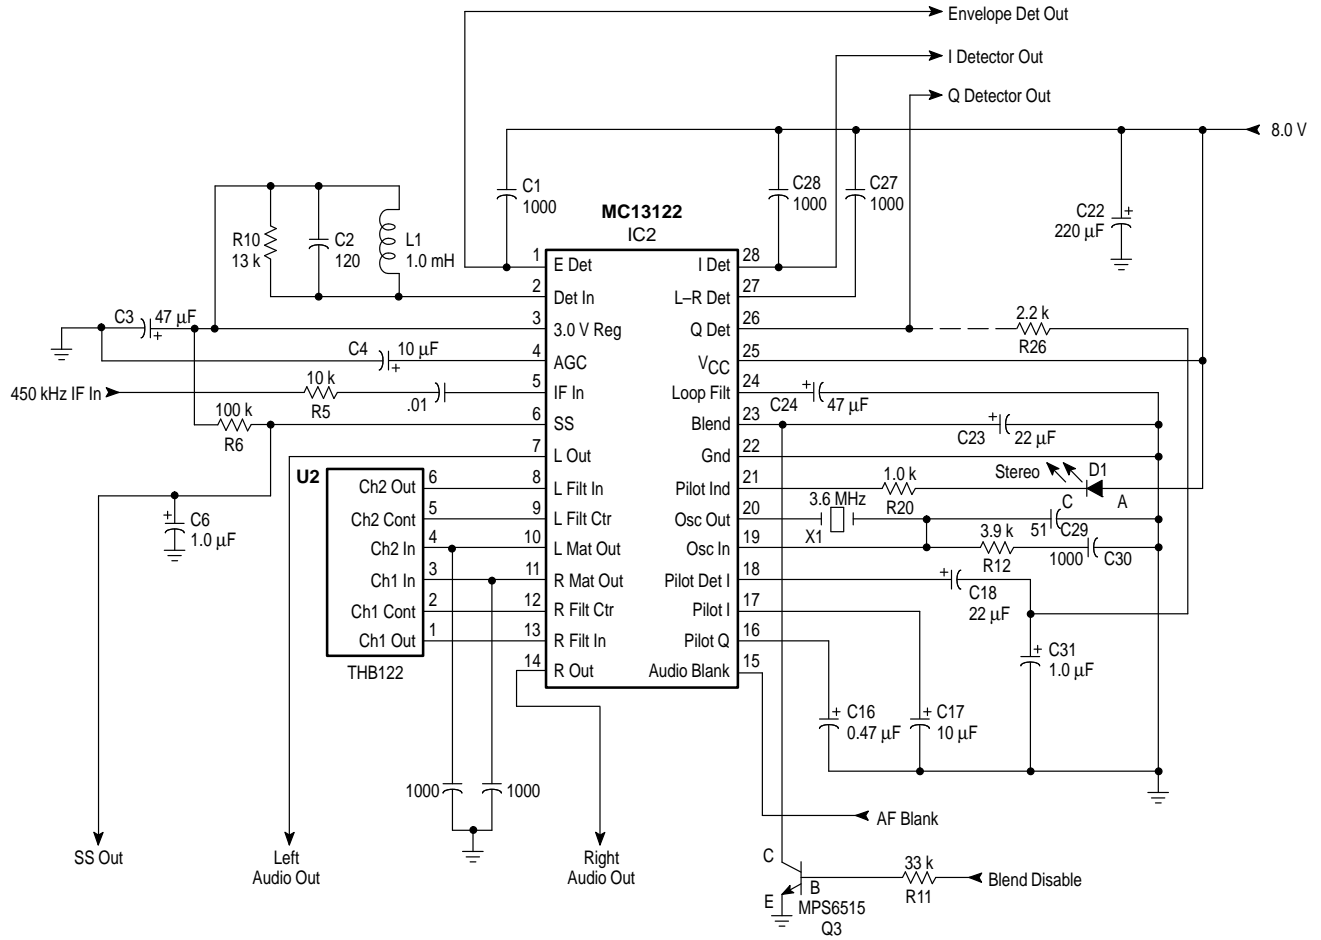 Envelope Det Out
I Detector Out
Q Detector Out
8.0 V
C1
1000
C28
1000
C27
1000
C22
+
220 µF
MC13122
IC2
R10
13 k
C2
120
L1
1.0 mH
C3
47 µF
+
C4
10 µF
+
450 kHz IF In
10 k
R5
.01
100 k
R6
C6
+
1.0 µF
SS Out
1
E Det
2
Det In
3
3.0 V Reg
4
AGC
5
IF In
6
SS
7
L Out
8
L Filt In
9
L Filt Ctr
10
L Mat Out
11
R Mat Out
12
R Filt Ctr
13
R Filt In
14
R Out
28
I Det
27
L–R Det
26
Q Det
25
VCC
24
Loop Filt
23
Blend
22
Gnd
21
Pilot Ind
20
Osc Out
19
Osc In
18
Pilot Det I
17
Pilot I
16
Pilot Q
15
Audio Blank
U2
Ch2 Out
6
Ch2 Cont
5
Ch2 In
4
Ch1 In
3
Ch1 Cont
2
Ch1 Out
1
THB122
1000
1000
Left
Audio Out
Right
Audio Out
2.2 k
R26
C24
+
47 µF
C23
+
22 µF
1.0 k
R20
Stereo
D1
C
A
3.6 MHz
X1
51
C29
3.9 k
R12
1000
C30
+
C18
22 µF
+
C31
1.0 µF
+
C16
0.47 µF
+
C17
10 µF
AF Blank
C
B
E
MPS6515
Q3
33 k
R11
Blend Disable